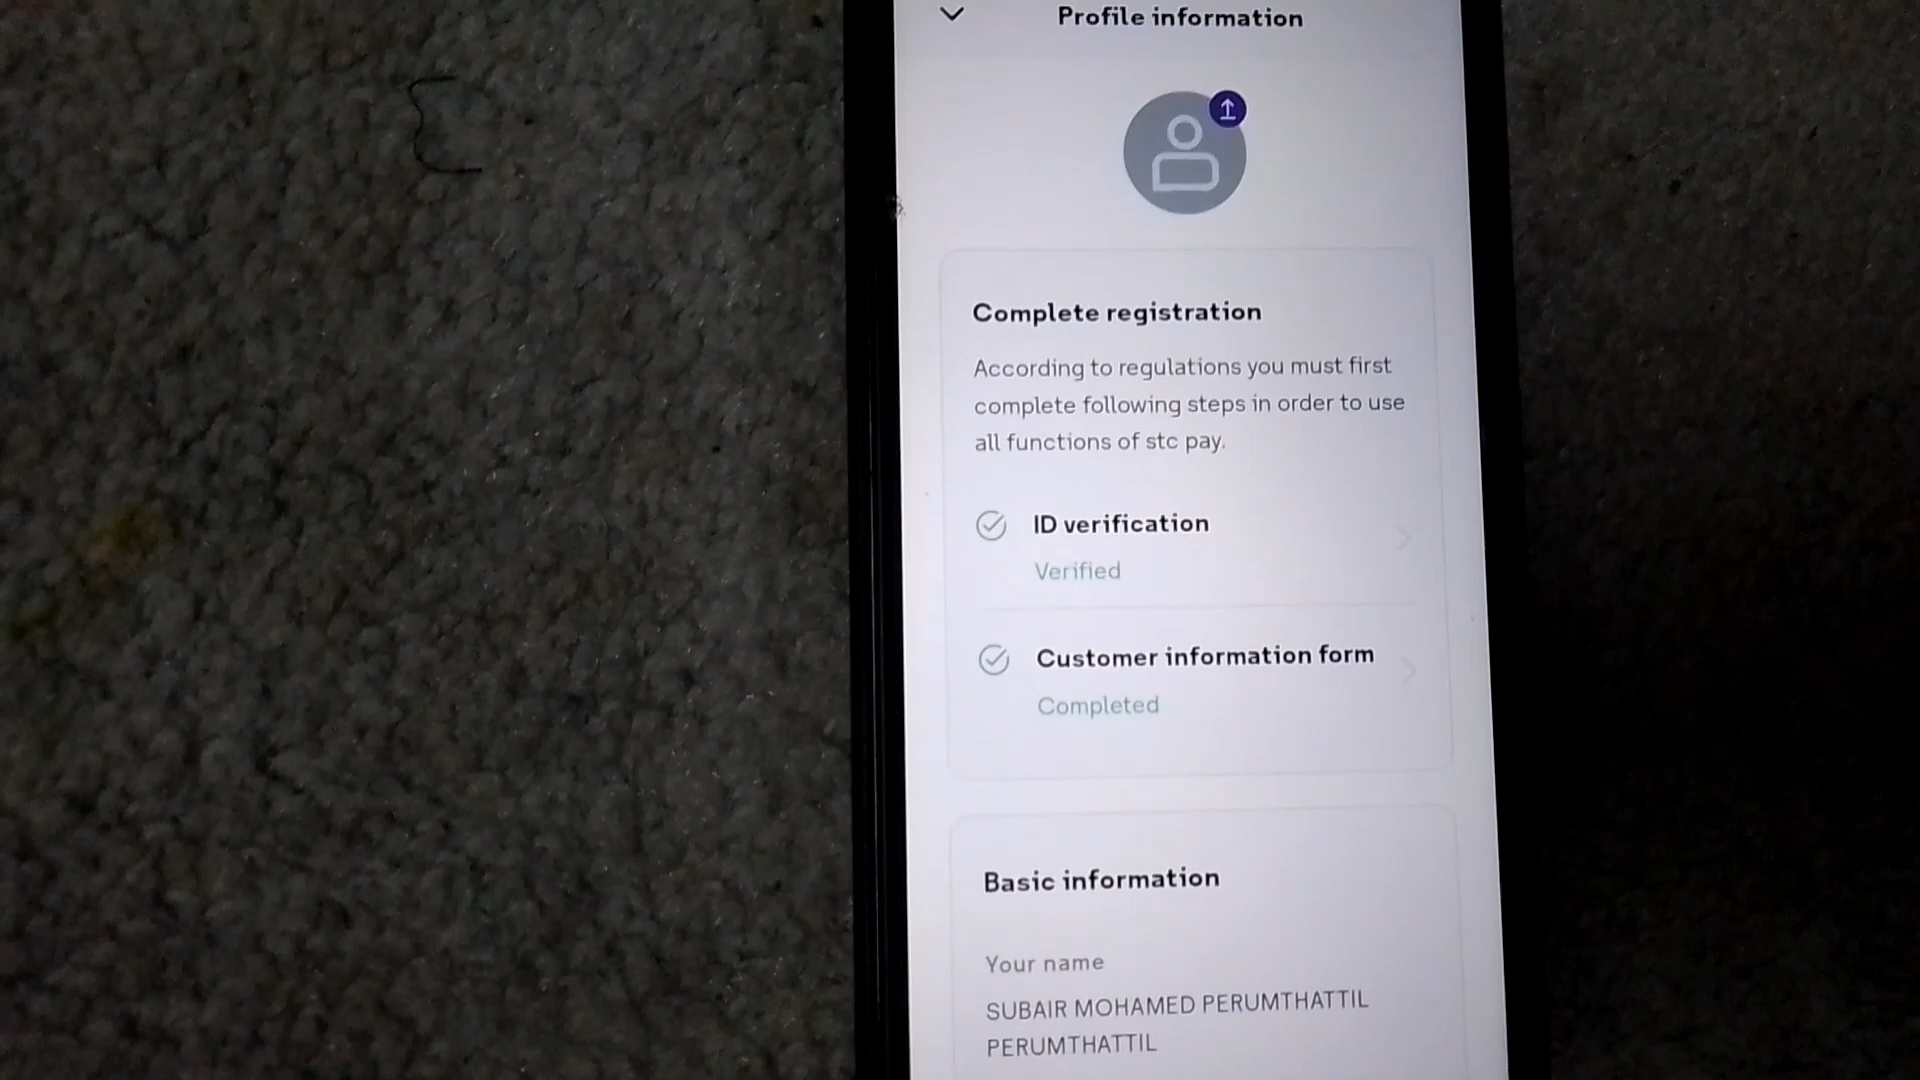 Profile information
Complete registration
According to regulations you must first
complete following steps in order to use
all functions of stc pay.
ID verification
Verified
Customer information form
Completed
Basic information
Your name
SUBAIR MOHAMED PERUMTHATTIL
PERUMTHATTIL